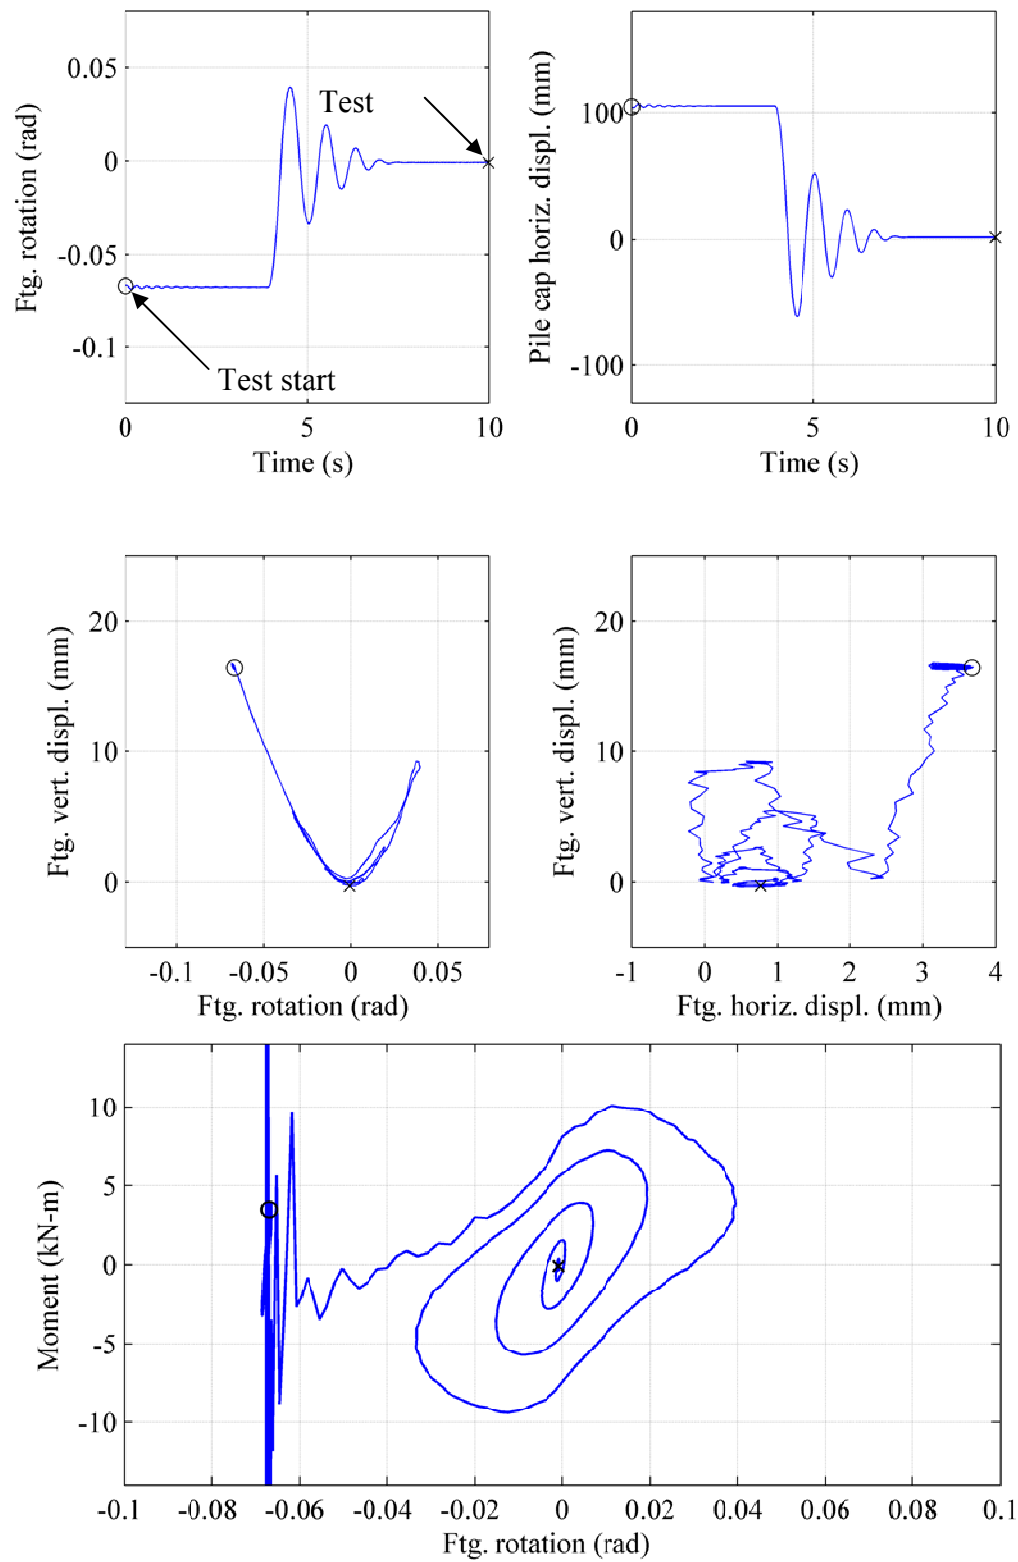 0.05
0
-0.05
-0.1
Ftg. rotation (rad)
Test
Test start
0 5 10
Time (s)
100
0
-100
Pile cap horiz. displ. (mm)
0 5 10
Time (s)
20
10
0
Ftg. vert. displ. (mm)
-0.1 -0.05 0 0.05
Ftg. rotation (rad)
20
10
0
Ftg. vert. displ. (mm)
-1 0 1 2 3 4
Ftg. horiz. displ. (mm)
10
5
0
-5
-10
Moment (kN-m)
-0.1 -0.08 -0.06 -0.04 -0.02 0 0.02 0.04 0.06 0.08 0.1
Ftg. rotation (rad)